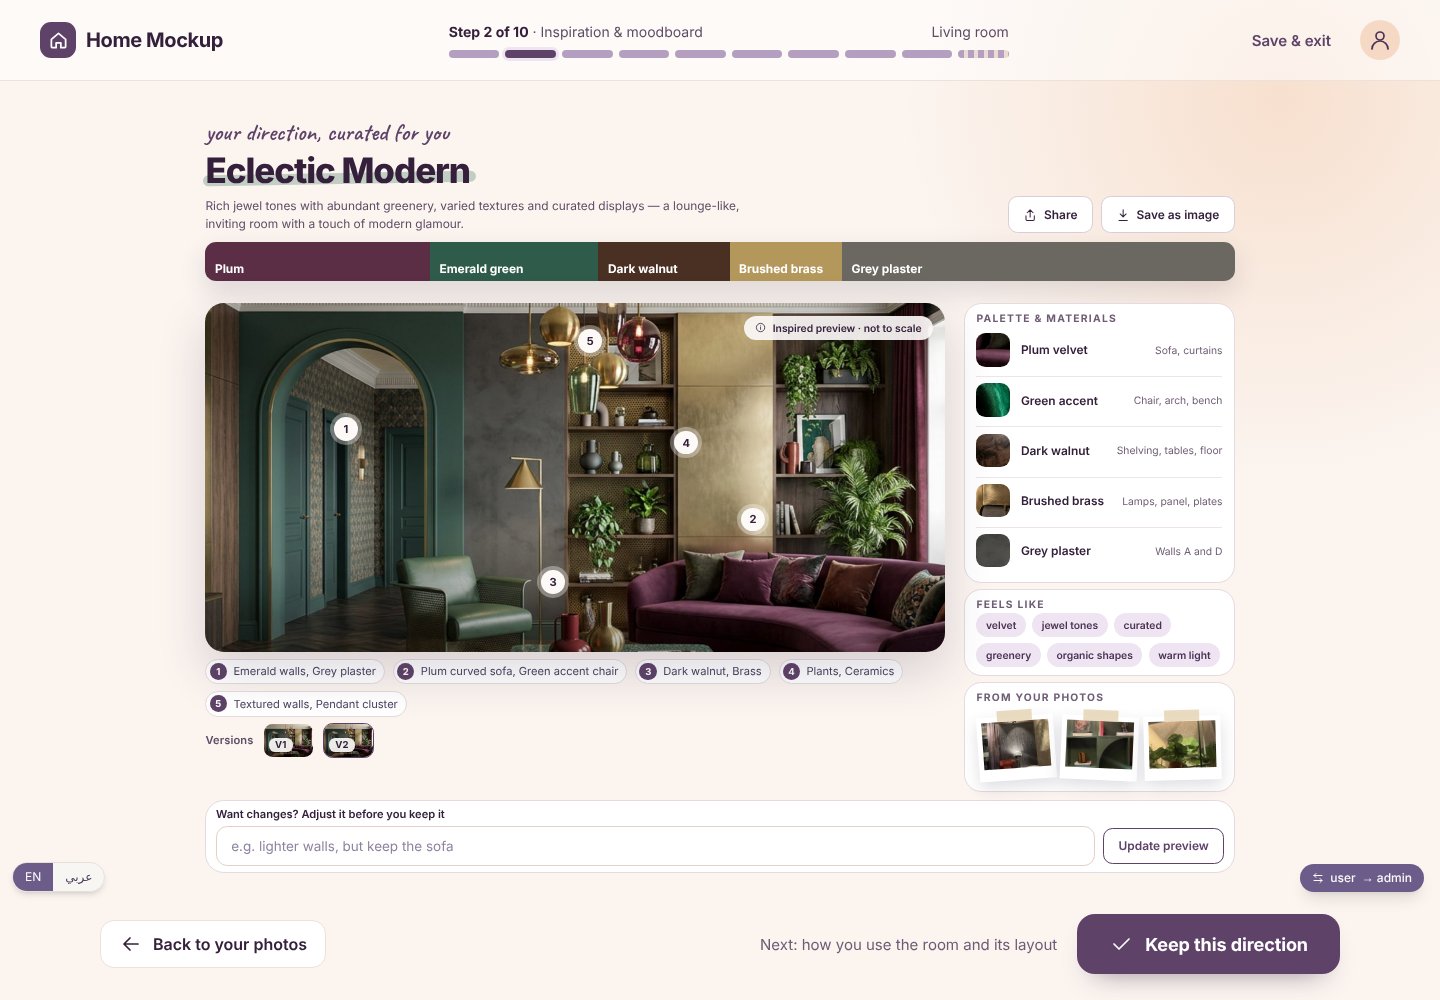 Home Mockup
Step 2 of 10 · Inspiration & moodboard
Living room
Save & exit
your direction, curated for you
Eclectic Modern
Rich jewel tones with abundant greenery, varied textures and curated displays — a lounge-like,
inviting room with a touch of modern glamour.
Share
Save as image
Plum
Emerald green
Dark walnut
Brushed brass
Grey plaster
Inspired preview · not to scale
5
1
4
2
3
1 Emerald walls, Grey plaster
2 Plum curved sofa, Green accent chair
3 Dark walnut, Brass
4 Plants, Ceramics
5 Textured walls, Pendant cluster
Versions
V1
V2
PALETTE & MATERIALS
Plum velvet
Sofa, curtains
Green accent
Chair, arch, bench
Dark walnut
Shelving, tables, floor
Brushed brass
Lamps, panel, plates
Grey plaster
Walls A and D
FEELS LIKE
velvet
jewel tones
curated
greenery
organic shapes
warm light
FROM YOUR PHOTOS
Want changes? Adjust it before you keep it
e.g. lighter walls, but keep the sofa
Update preview
EN
عربي
user → admin
Back to your photos
Next: how you use the room and its layout
Keep this direction